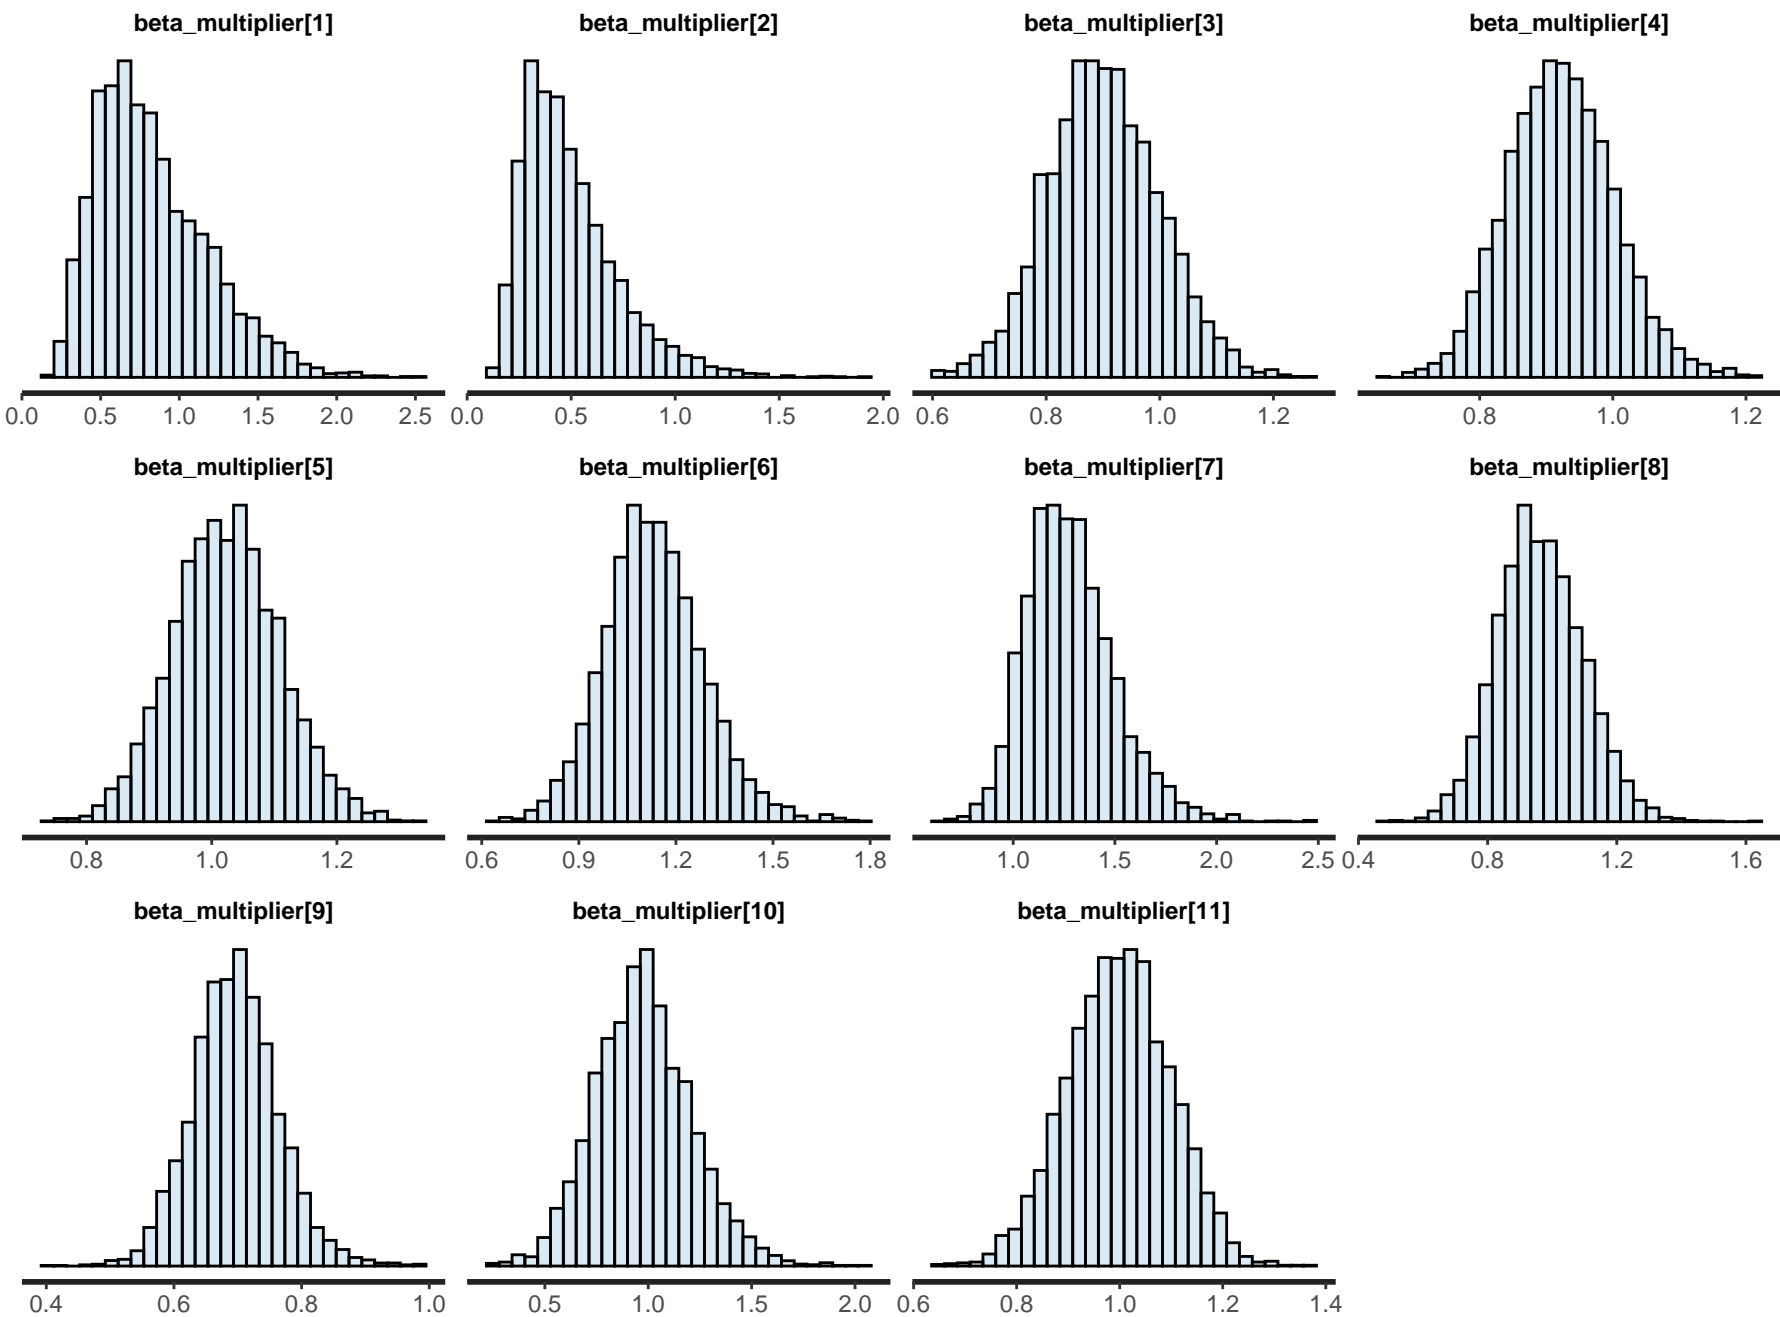 beta_multiplier[1] beta_multiplier[2] beta_multiplier[3] beta_multiplier[4]
0.0 0.5 1.0 1.5 2.0 2.5 0.0 0.5 1.0 1.5 2.0 0.6 0.8 1.0 1.2 0.8 1.0 1.2
beta_multiplier[5] beta_multiplier[6] beta_multiplier[7] beta_multiplier[8]
0.8 1.0 1.2 0.6 0.9 1.2 1.5 1.8 1.0 1.5 2.0 2.5 0.4 0.8 1.2 1.6
beta_multiplier[9] beta_multiplier[10] beta_multiplier[11]
0.4 0.6 0.8 1.0 0.5 1.0 1.5 2.0 0.6 0.8 1.0 1.2 1.4